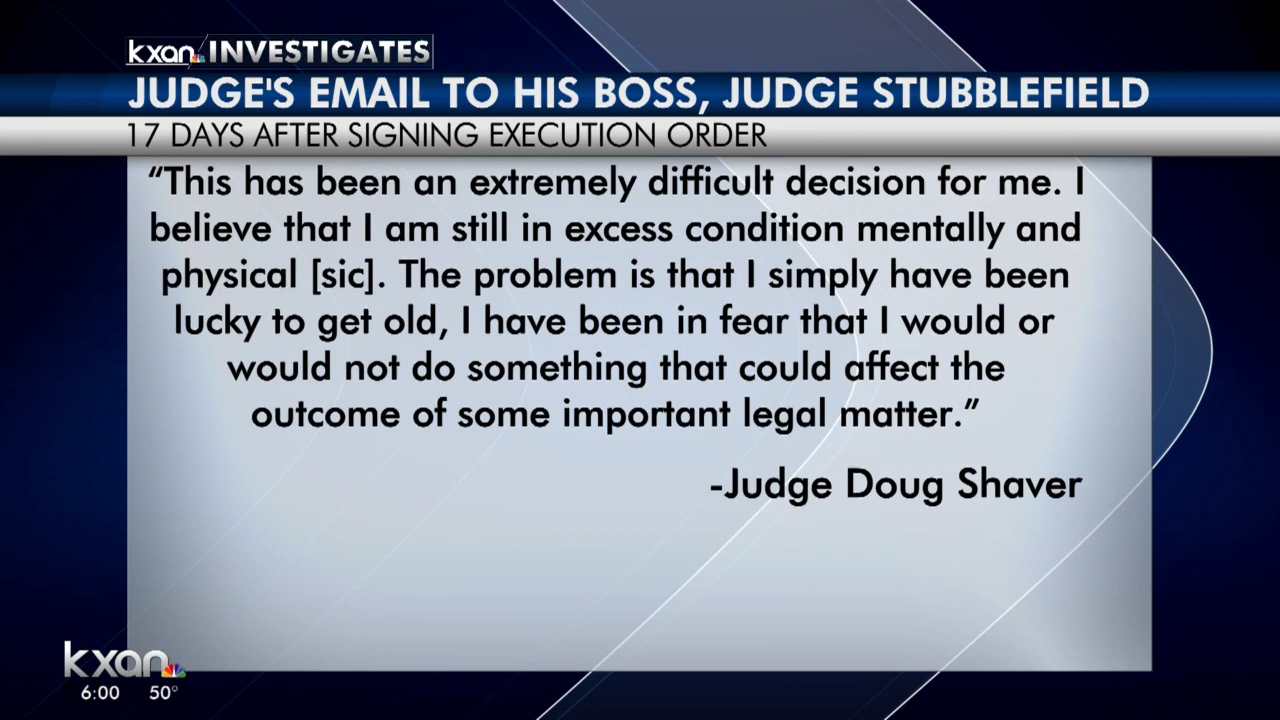 kxan INVESTIGATES
JUDGE'S EMAIL TO HIS BOSS, JUDGE STUBBLEFIELD
17 DAYS AFTER SIGNING EXECUTION ORDER
“This has been an extremely difficult decision for me. I
believe that I am still in excess condition mentally and
physical [sic]. The problem is that I simply have been
lucky to get old, I have been in fear that I would or
would not do something that could affect the
outcome of some important legal matter.”
-Judge Doug Shaver
kxan
6:00 50°